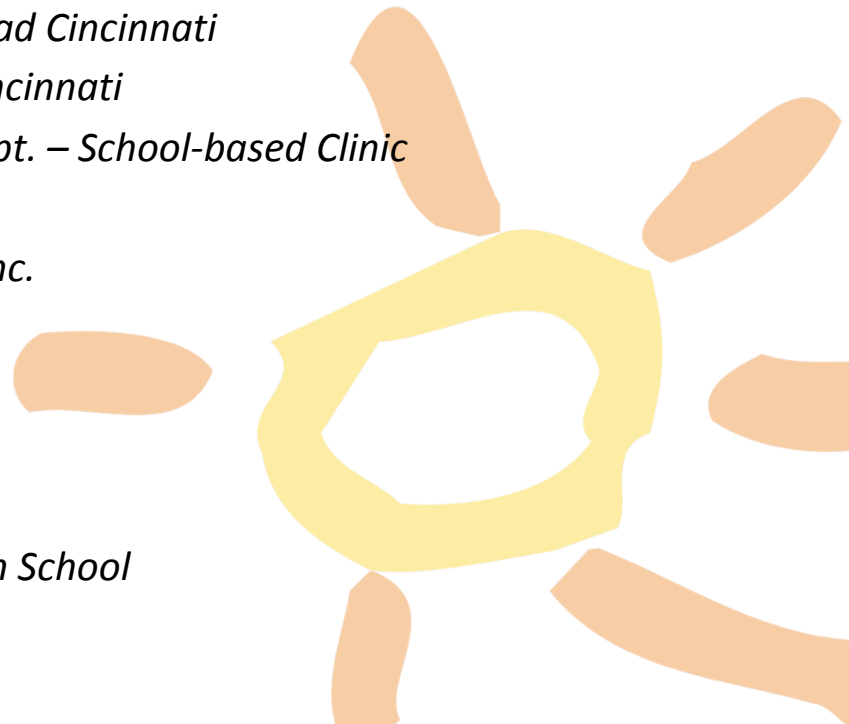 ad Cincinnati
ncinnati
pt. – School-based Clinic
nc.
n School